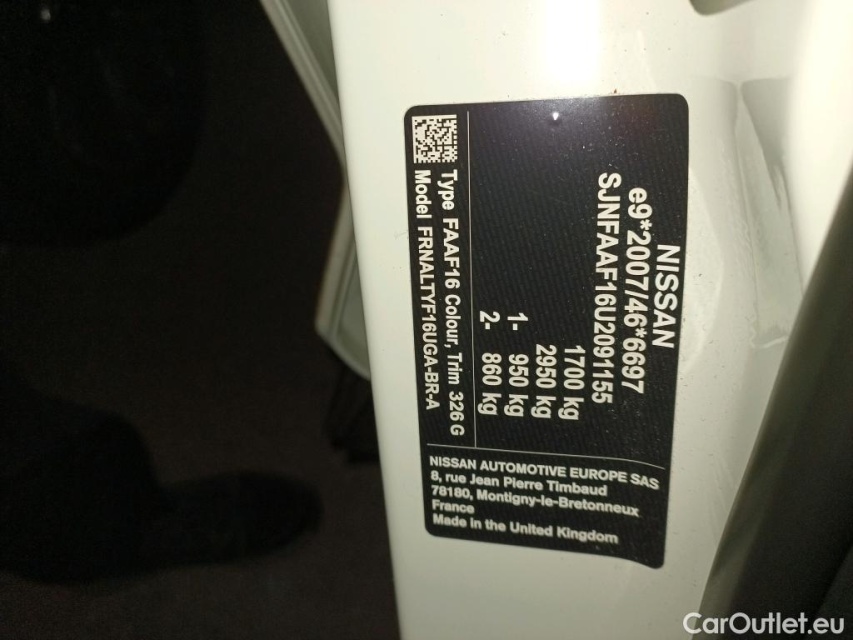 NISSAN
e9*2007/46*6697
SJNFAAF16U2091155
1700 kg
2950 kg
1- 950 kg
2- 860 kg
Type FAAF16 Colour, Trim 326 G
Model FRNALTYF16UGA-BR-A
NISSAN AUTOMOTIVE EUROPE SAS
8, rue Jean Pierre Timbaud
78180, Montigny-le-Bretonneux
France
Made in the United Kingdom
CarOutlet.eu